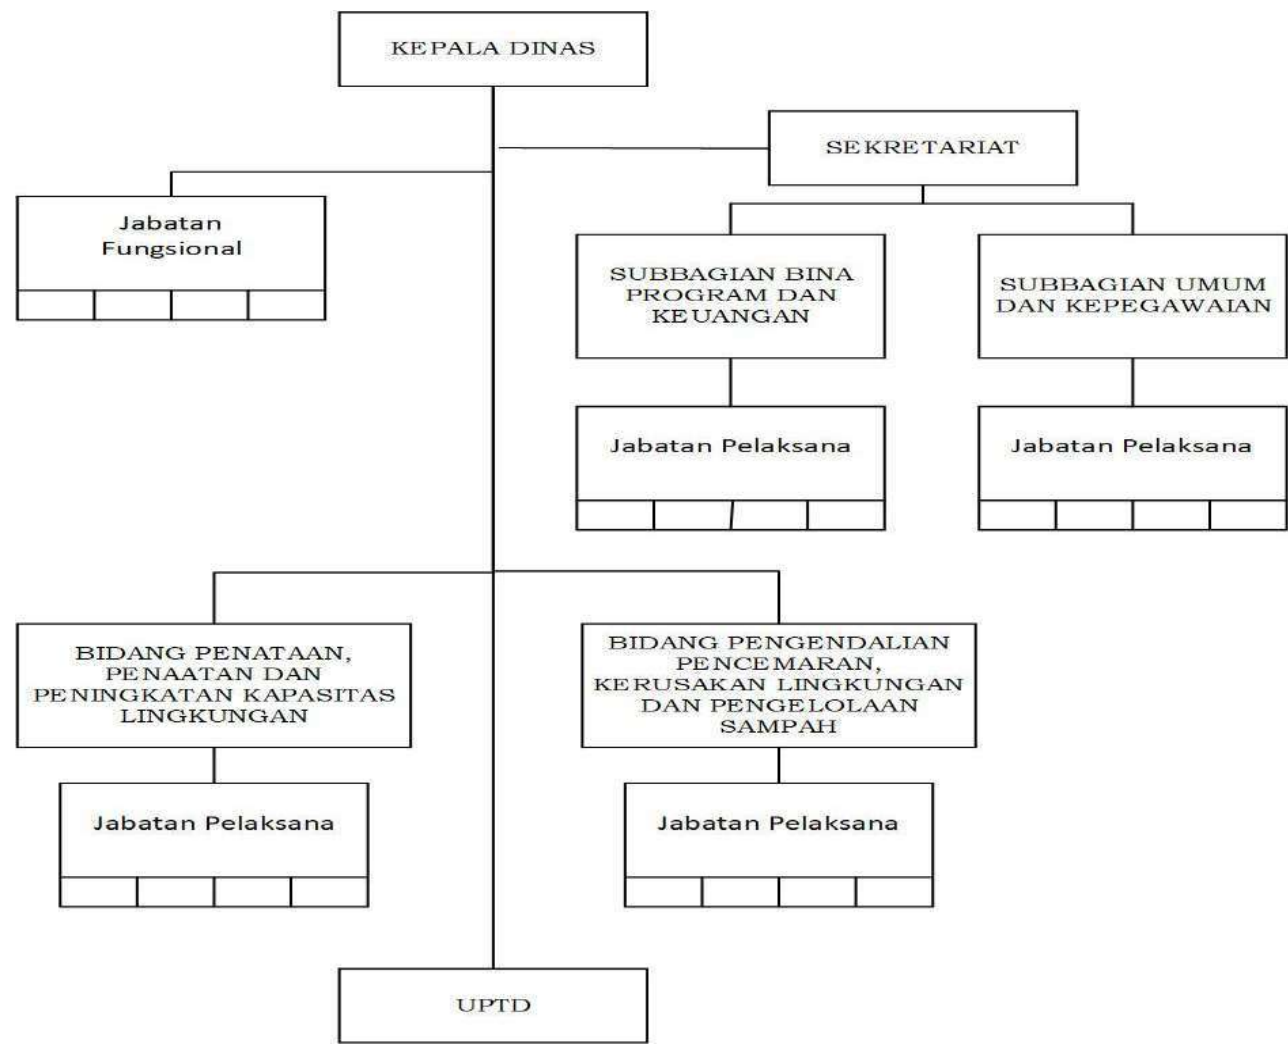 KEPALA DINAS
SEKRETARIAT
Jabatan
Fungsional
SUBBAGIAN BINA
PROGRAM DAN
KEUANGAN
SUBBAGIAN UMUM
DAN KEPEGAWAIAN
Jabatan Pelaksana
Jabatan Pelaksana
BIDANG PENATAAN,
PENAATAN DAN
PENINGKATAN KAPASITAS
LINGKUNGAN
BIDANG PENGENDALIAN
PENCEMARAN,
KERUSAKAN LINGKUNGAN
DAN PENGELOLAAN
SAMPAH
Jabatan Pelaksana
Jabatan Pelaksana
UPTD